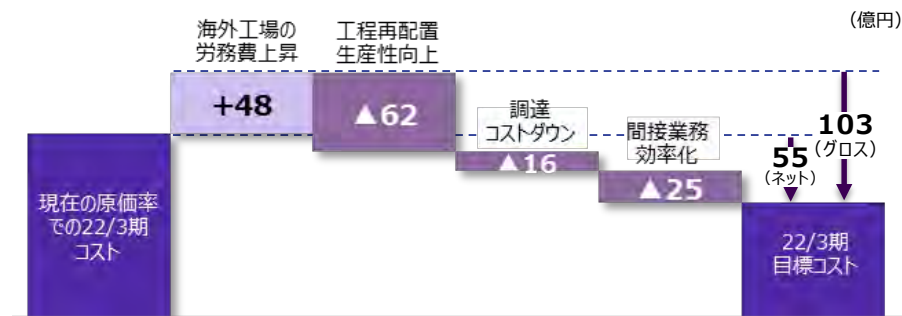 （億円）
海外工場の
労務費上昇
工程再配置
生産性向上
+48
▲62
調達
コストダウン
▲16
間接業務
効率化
▲25
103
（グロス）
55
（ネット）
現在の原価率
での22/3期
コスト
22/3期
目標コスト